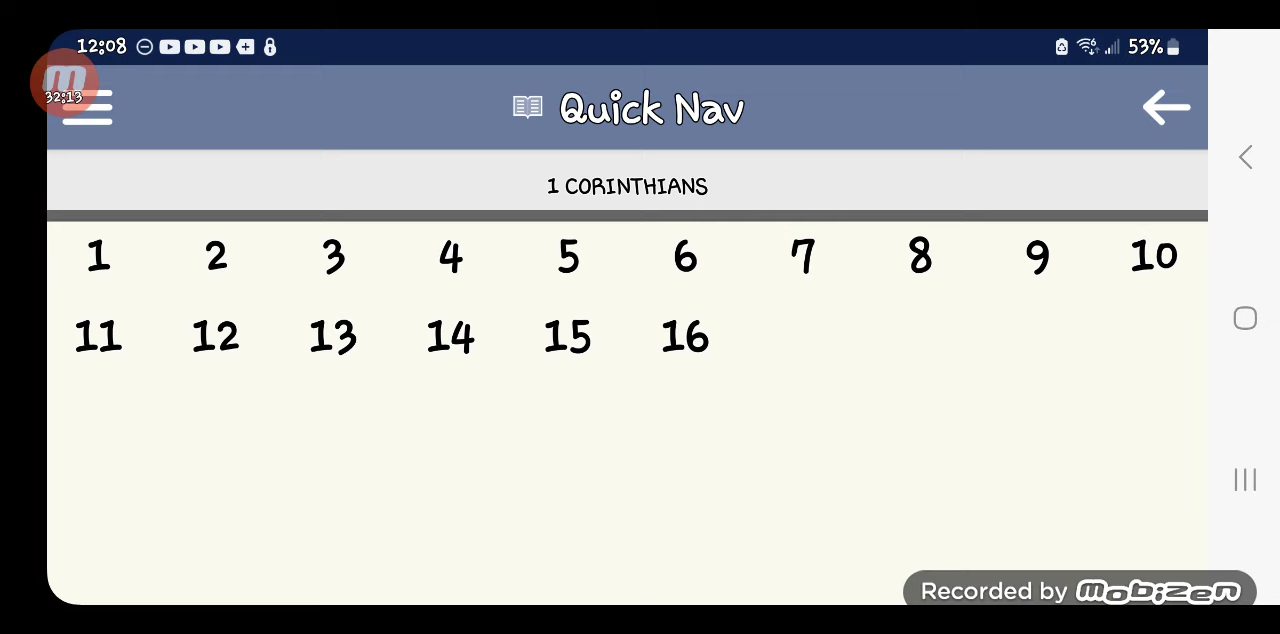 12:08 53%
32:13
Quick Nav
1 CORINTHIANS
1 2 3 4 5 6 7 8 9 10
11 12 13 14 15 16
Recorded by mobizen